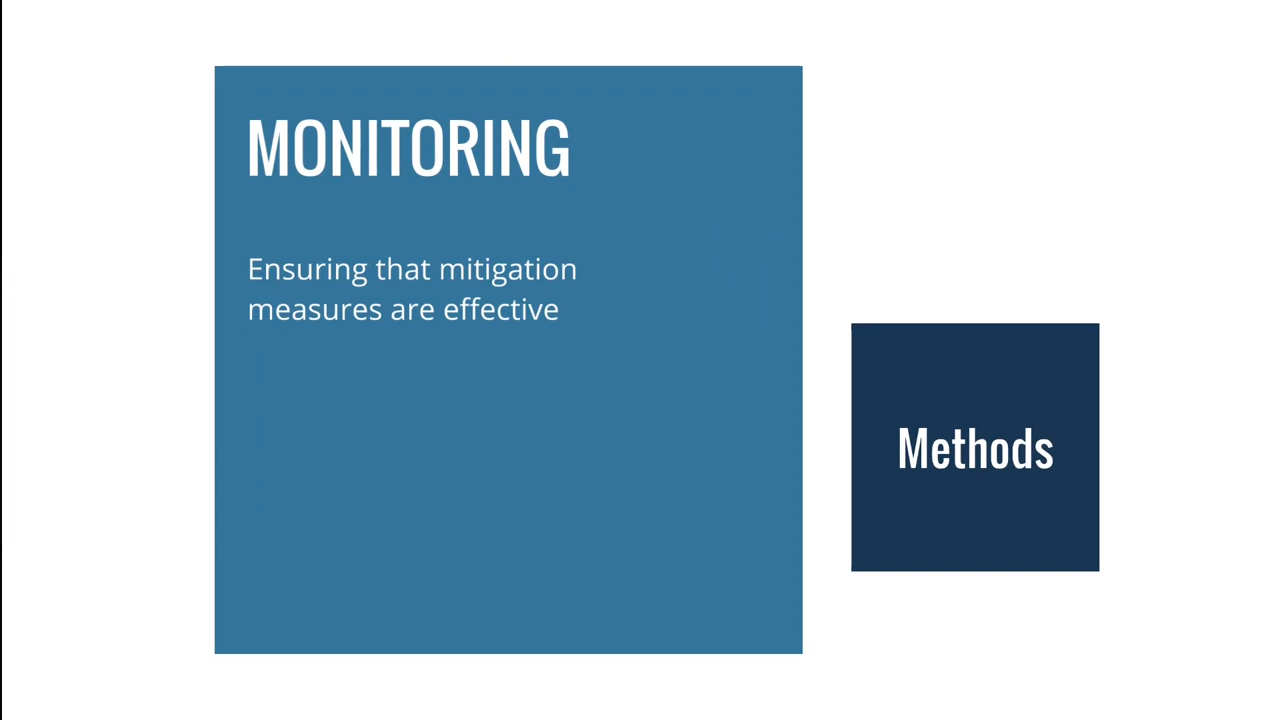 MONITORING
Ensuring that mitigation
measures are effective
Methods